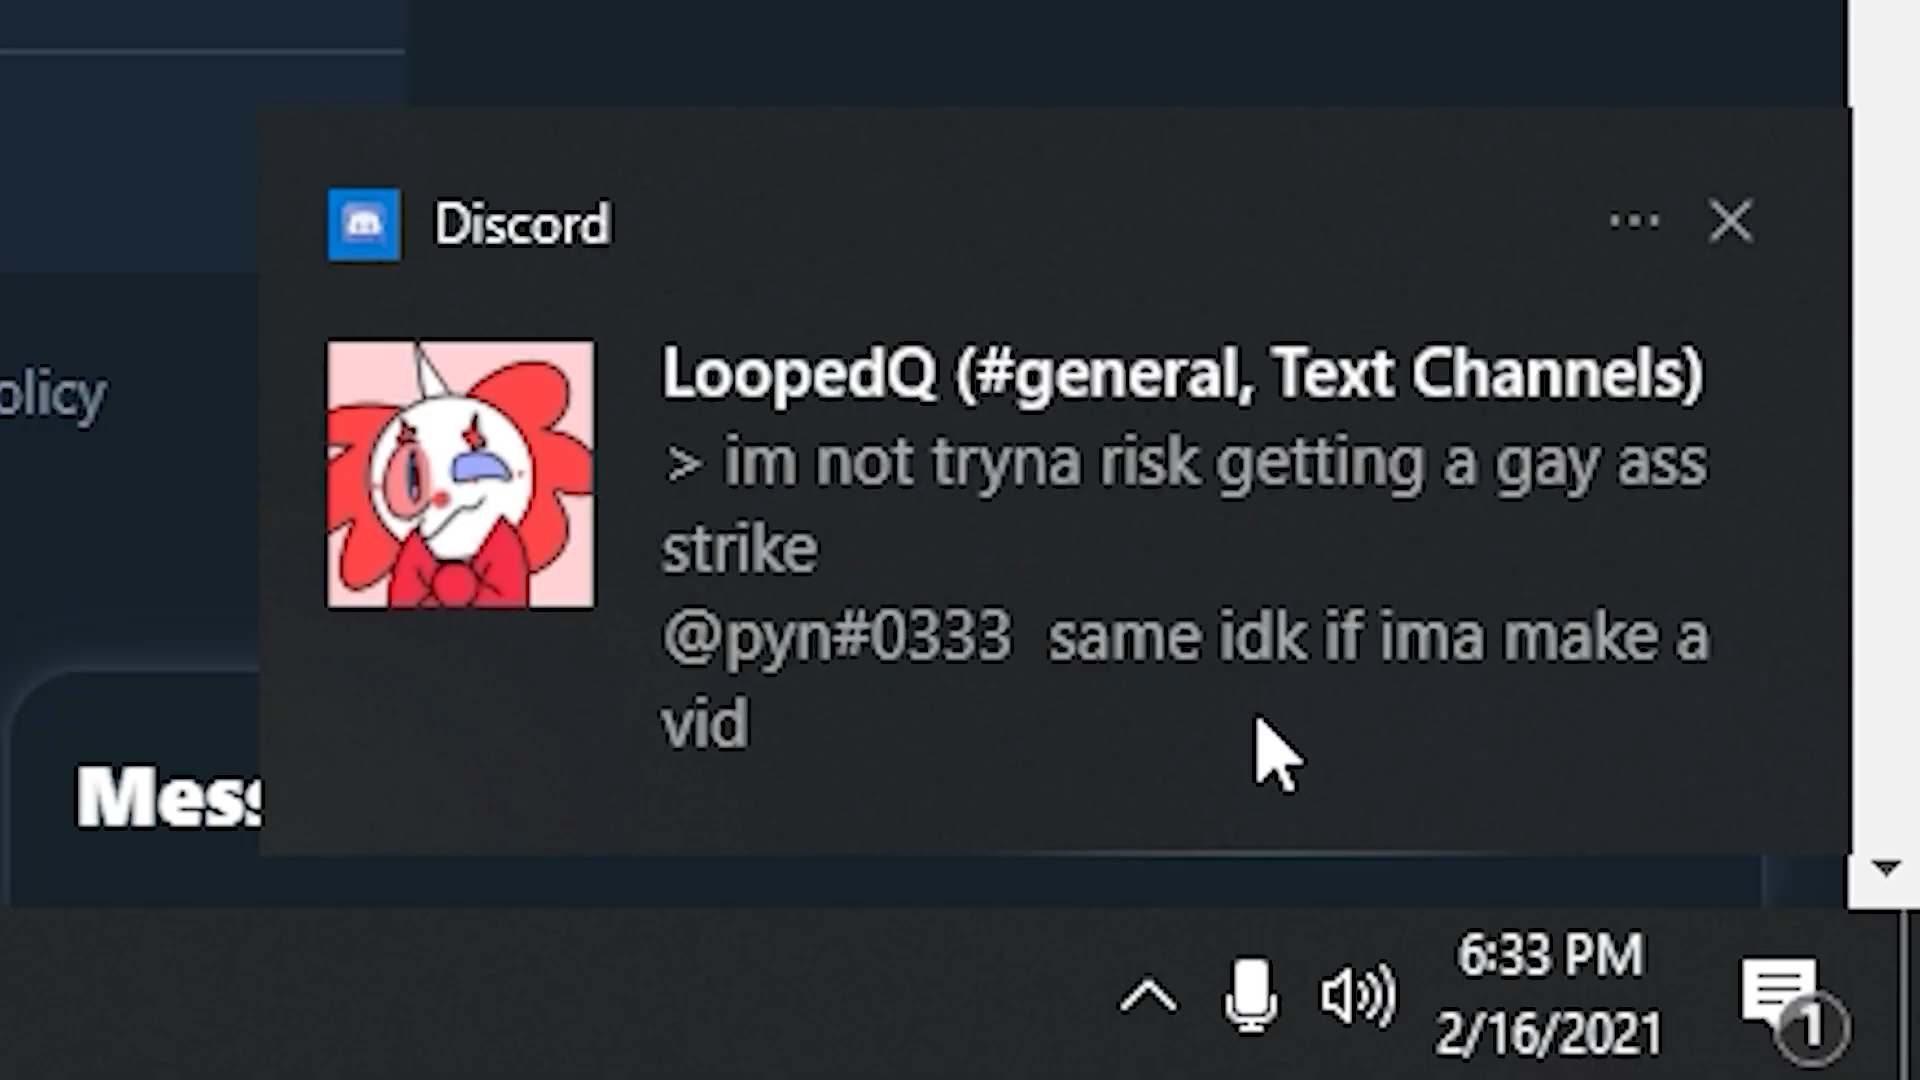 Discord
LoopedQ (#general, Text Channels)
> im not tryna risk getting a gay ass
strike
@pyn#0333 same idk if ima make a
vid
olicy
Mess
6:33 PM
2/16/2021
1